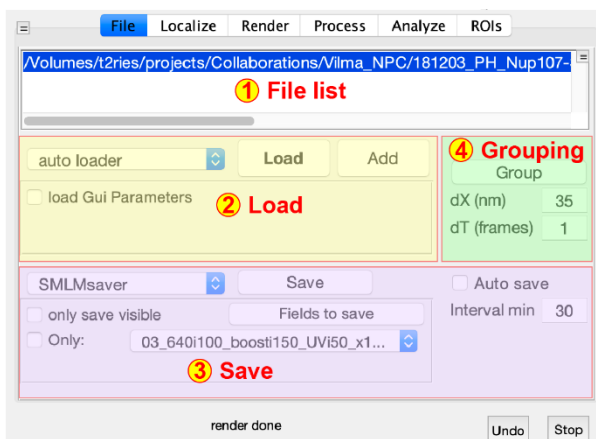 File Localize Render Process Analyze ROIs
/Volumes/t2ries/projects/Collaborations/Vilma_NPC/181203_PH_Nup107-
1 File list
auto loader Load Add
load Gui Parameters
2 Load
4 Grouping
Group
dX (nm) 35
dT (frames) 1
SMLMsaver Save
only save visible Fields to save
Only: 03_640i100_boosti150_UVi50_x1...
3 Save
Auto save
Interval min 30
render done
Undo Stop